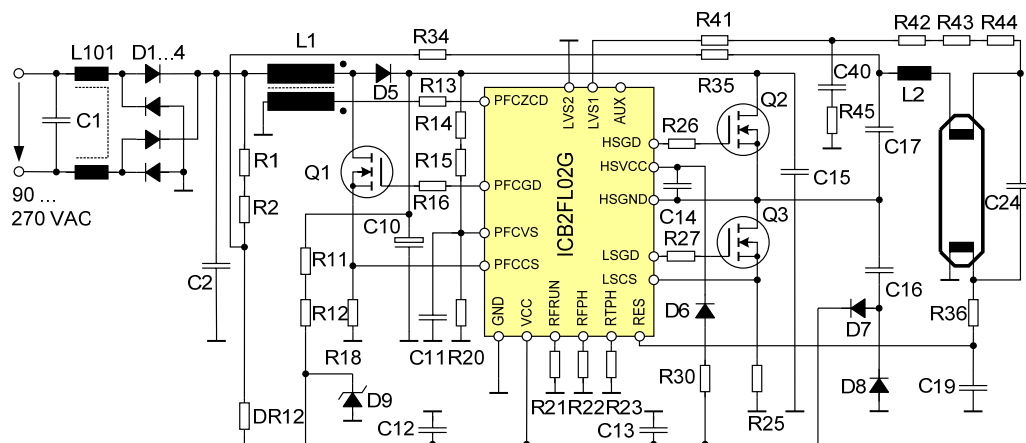 R34
R41
R42 R43 R44
L101 D1...4
L1
D5
R13
PFCZCD
LVS2
LVS1
AUX
R35
Q2
C40
R45
L2
C1
R14
HSGD
R26
R1
Q1
R15
HSVCC
C17
R2
90 ...
270 VAC
R16
PFCGD
ICB2FL02G
HSGND
C14
C15
C24
Q3
C10
PFCVS
R11
LSGD
R27
C2
PFCCS
LSCS
C16
R12
GND
VCC
RFRUN
RFPH
RTPH
RES
D6
D7
R36
R18
C11
R20
D9
R21
R22
R23
R30
R25
D8
C19
DR12
C12
C13